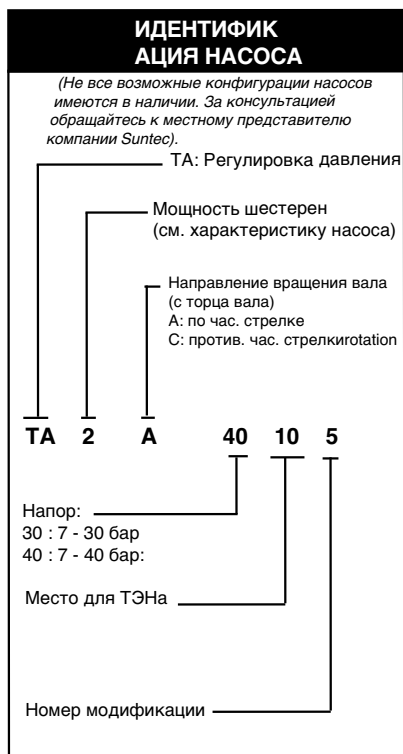 ИДЕНТИФИК
АЦИЯ НАСОСА
(Не все возможные конфигурации насосов
имеются в наличии. За консультацией
обращайтесь к местному представителю
компании Suntec).
TA: Регулировка давления
Мощность шестерен
(см. характеристику насоса)
Направление вращения вала
(с торца вала)
A: по час. стрелке
C: против. час. стрелкиrotation
TA 2 A 40 10 5
Напор:
30 : 7 - 30 бар
40 : 7 - 40 бар:
Место для ТЭНа
Номер модификации